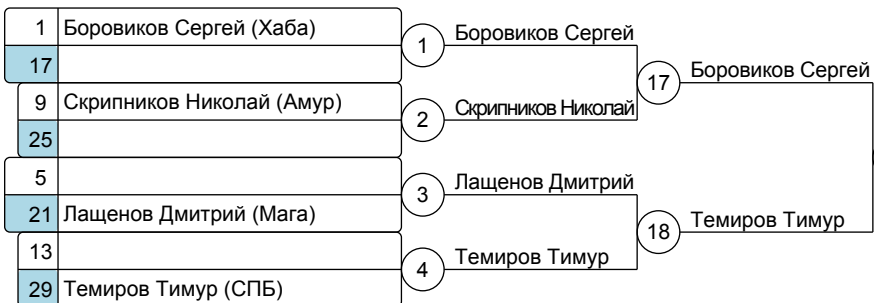 1 Боровиков Сергей (Хаба)
17
9 Скрипников Николай (Амур)
25
5
21 Лащенов Дмитрий (Мага)
13
29 Темиров Тимур (СПБ)
1 Боровиков Сергей
2 Скрипников Николай
3 Лащенов Дмитрий
4 Темиров Тимур
17 Боровиков Сергей
18 Темиров Тимур